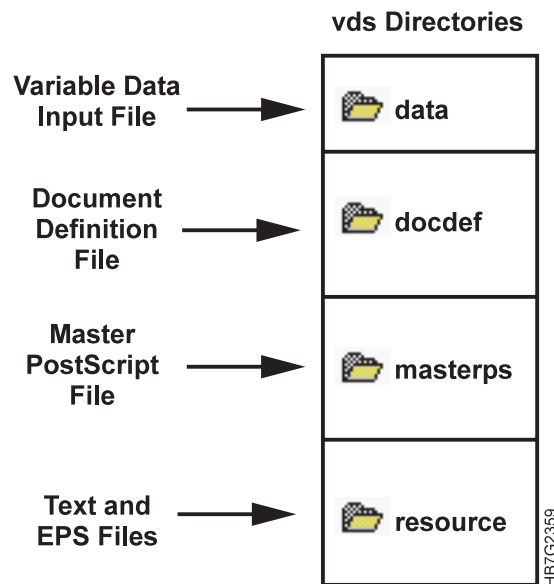 vds Directories
Variable Data
Input File
data
Document
Definition
File
docdef
Master
PostScript
File
masterps
Text and
EPS Files
resource
HB7G2359